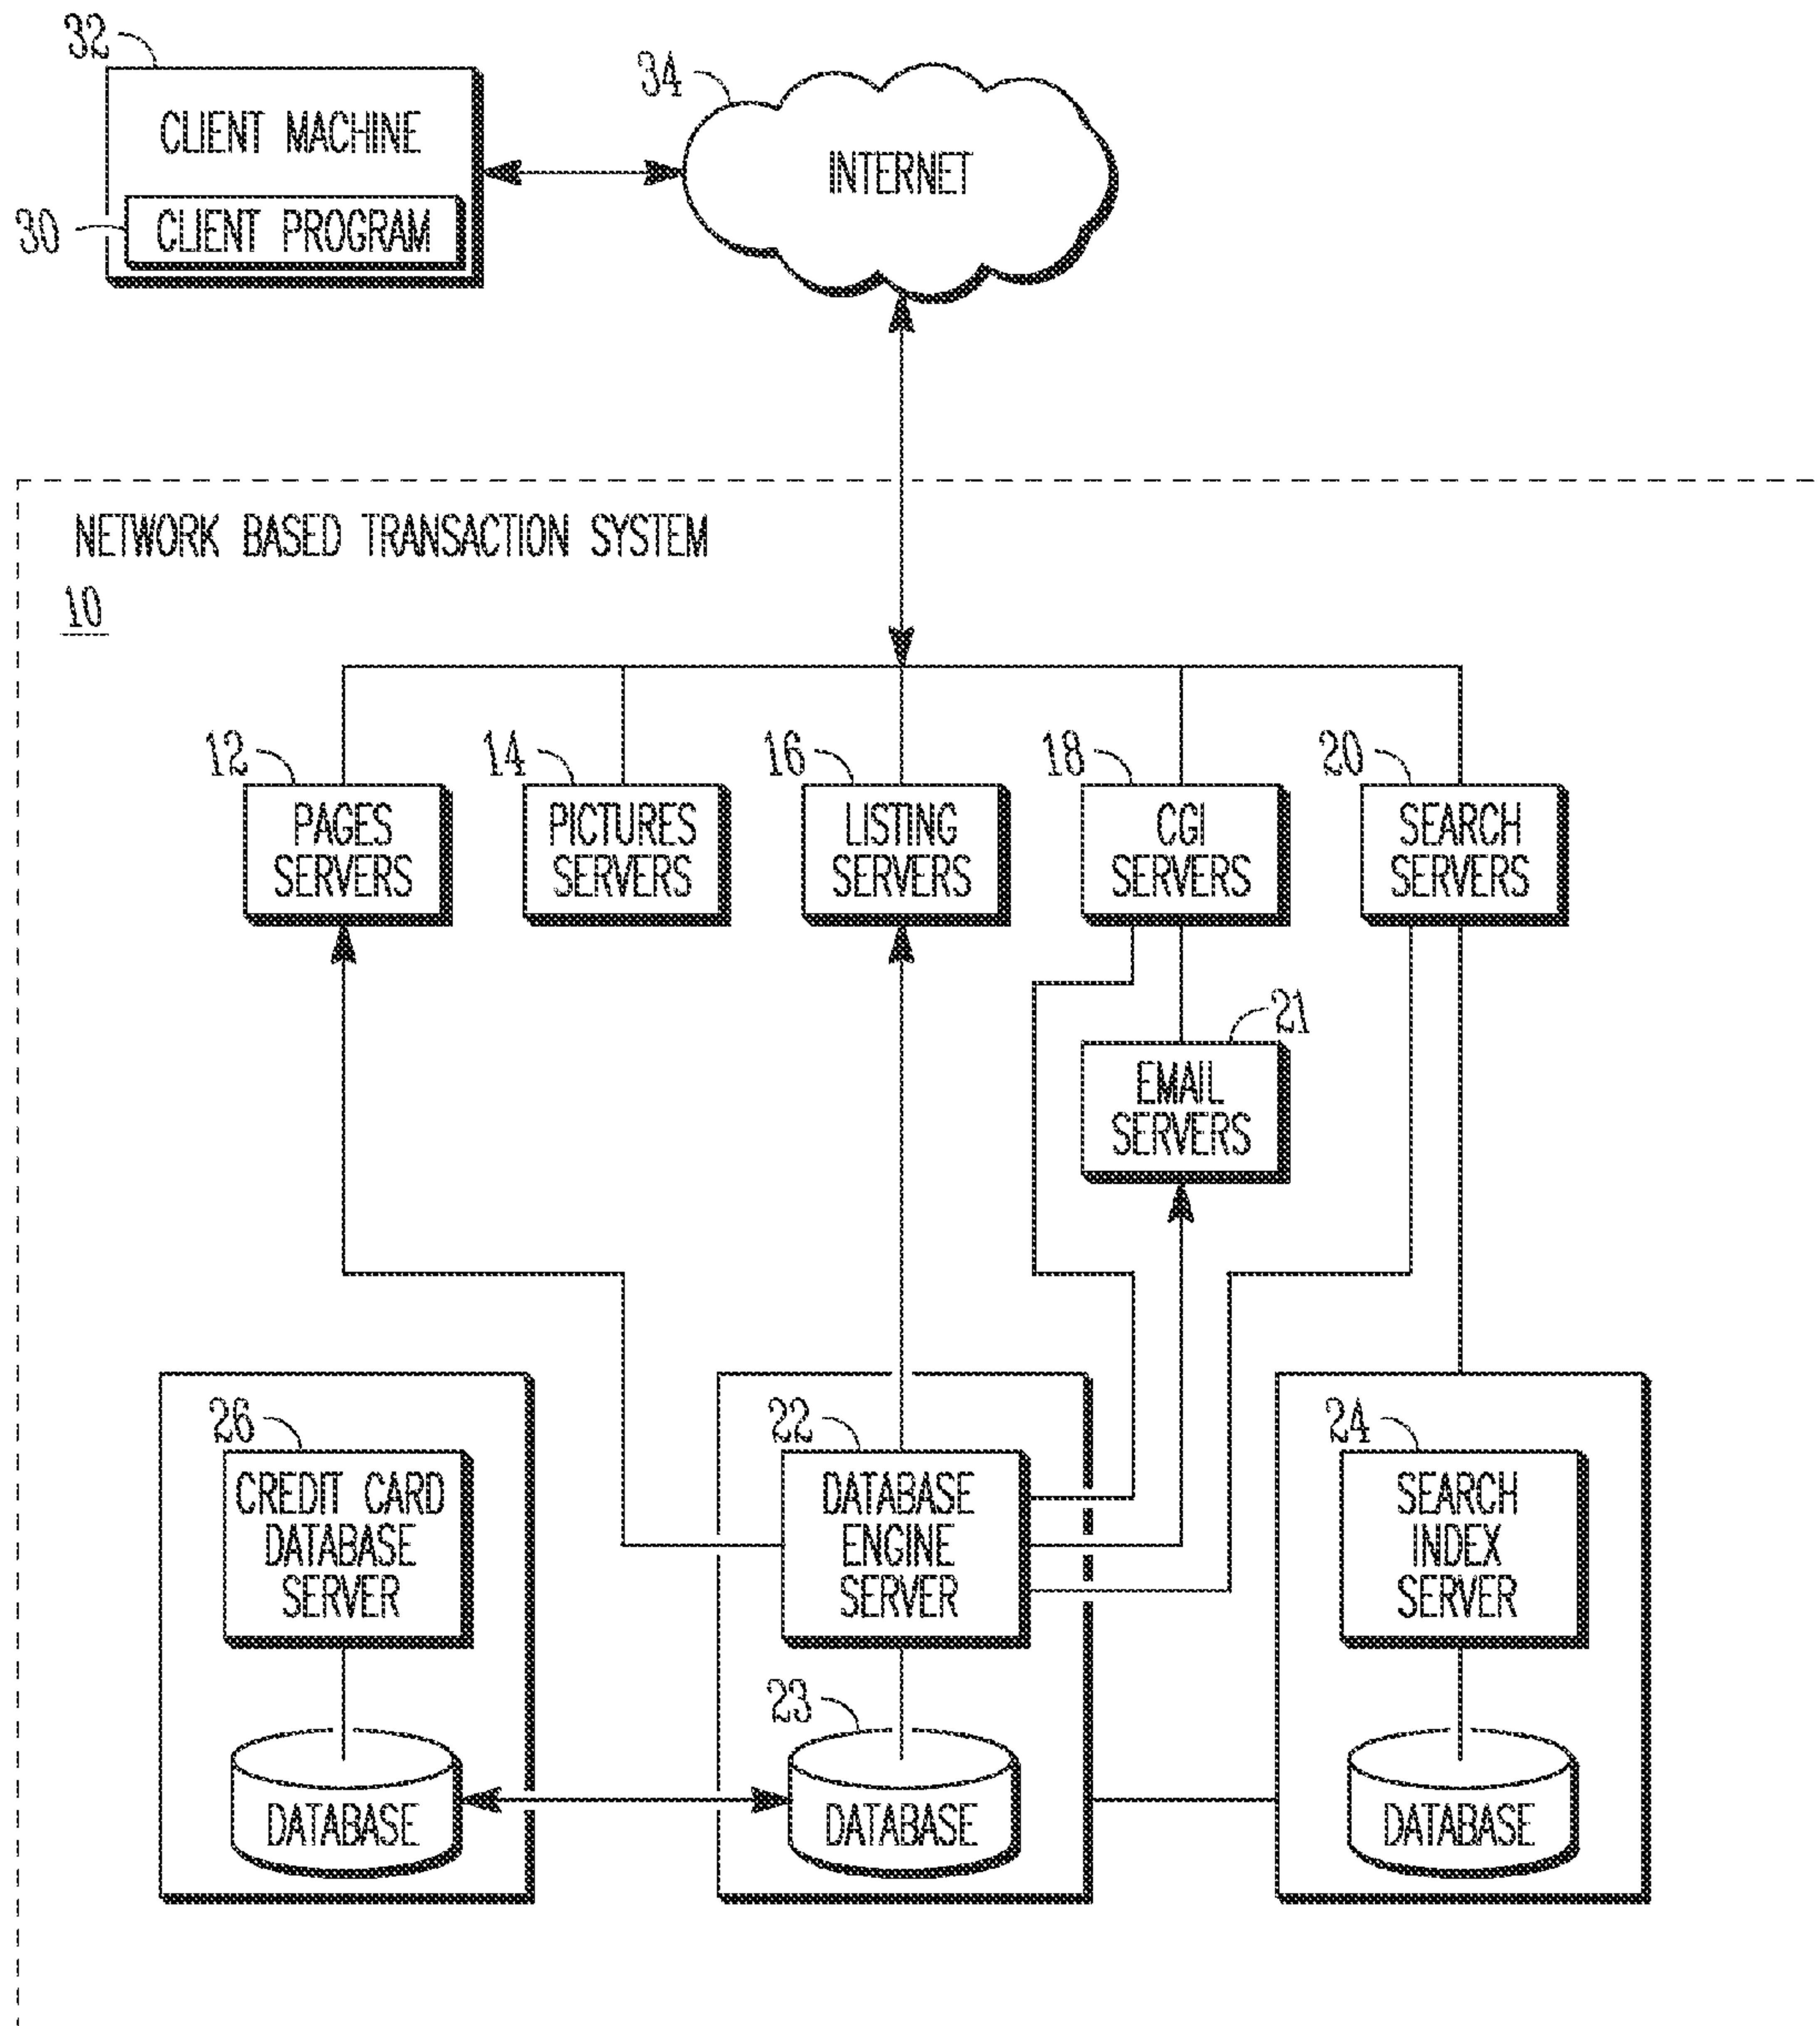 32
CLIENT MACHINE
30
CLIENT PROGRAM
34
INTERNET
NETWORK BASED TRANSACTION SYSTEM
10
12
PAGES
SERVERS
14
PICTURES
SERVERS
16
LISTING
SERVERS
18
CGI
SERVERS
20
SEARCH
SERVERS
21
EMAIL
SERVERS
26
CREDIT CARD
DATABASE
SERVER
DATABASE
22
DATABASE
ENGINE
SERVER
23
DATABASE
24
SEARCH
INDEX
SERVER
DATABASE